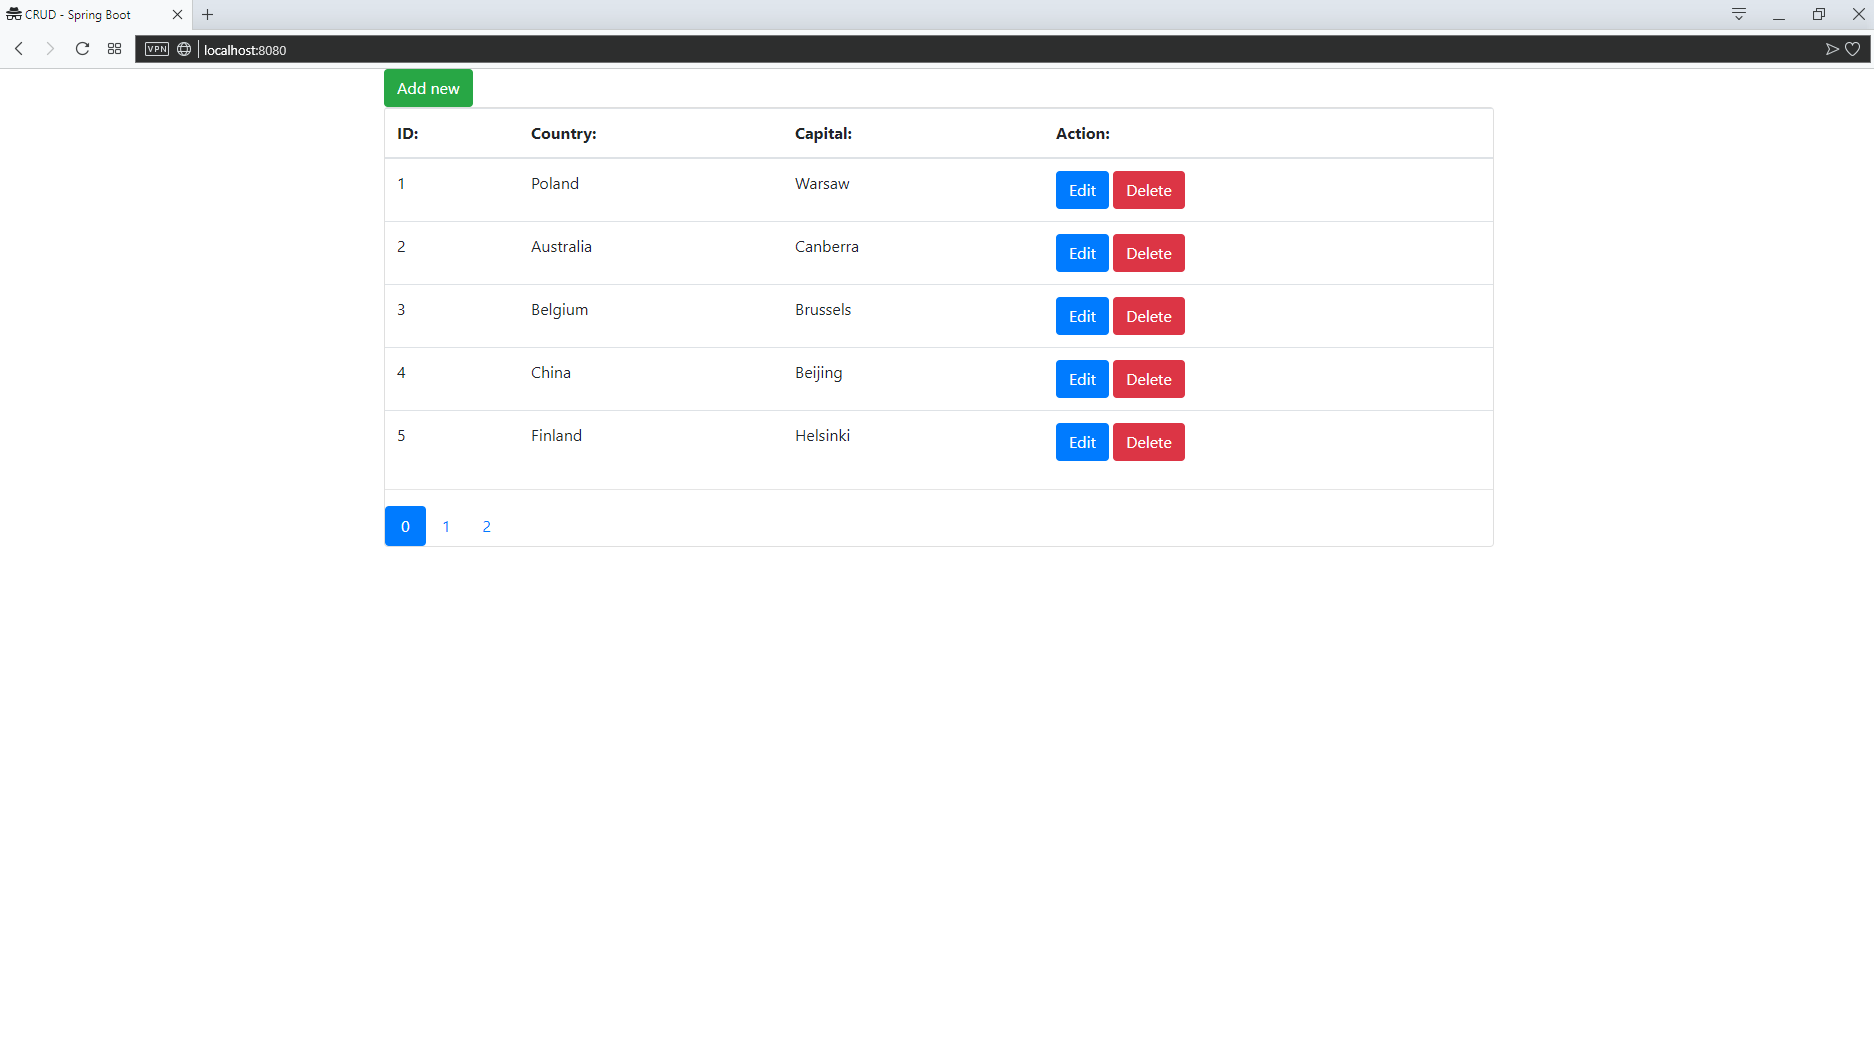 CRUD - Spring Boot
VPN localhost:8080
Add new
ID: Country: Capital: Action:
1 Poland Warsaw Edit Delete
2 Australia Canberra Edit Delete
3 Belgium Brussels Edit Delete
4 China Beijing Edit Delete
5 Finland Helsinki Edit Delete
0 1 2